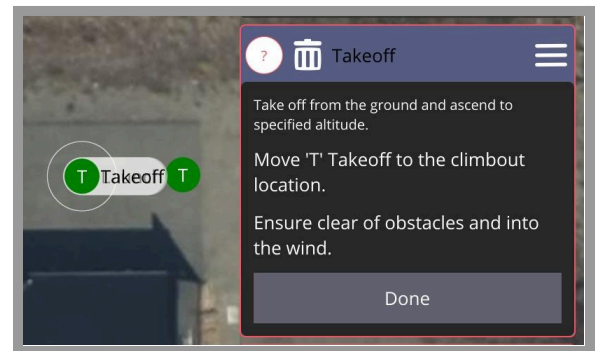 T Takeoff T
? Takeoff
Take off from the ground and ascend to
specified altitude.
Move 'T' Takeoff to the climbout
location.
Ensure clear of obstacles and into
the wind.
Done